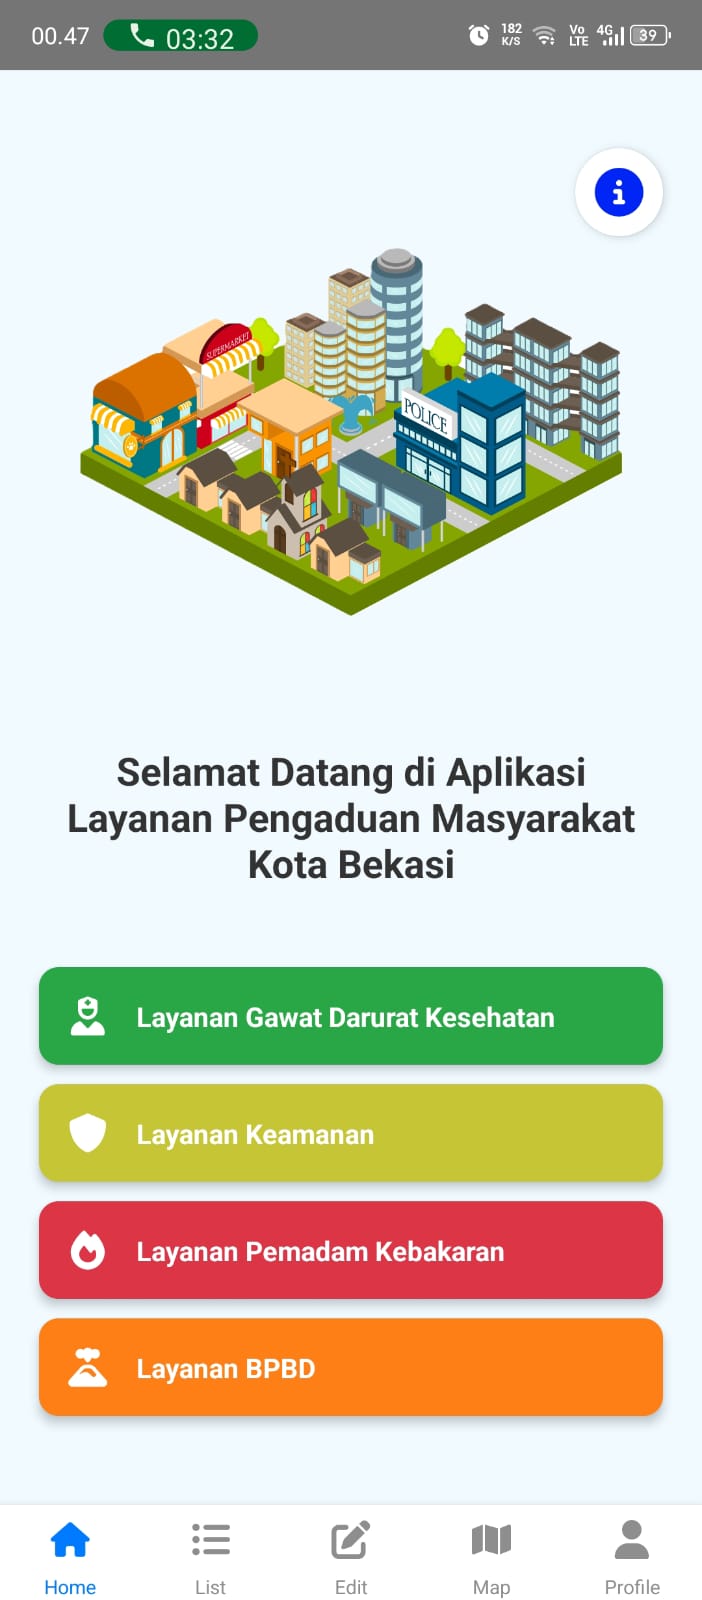 00.47 03:32 182 K/S Vo LTE 4G 39
SUPERMARKET
POLICE
Selamat Datang di Aplikasi
Layanan Pengaduan Masyarakat
Kota Bekasi
Layanan Gawat Darurat Kesehatan
Layanan Keamanan
Layanan Pemadam Kebakaran
Layanan BPBD
Home List Edit Map Profile